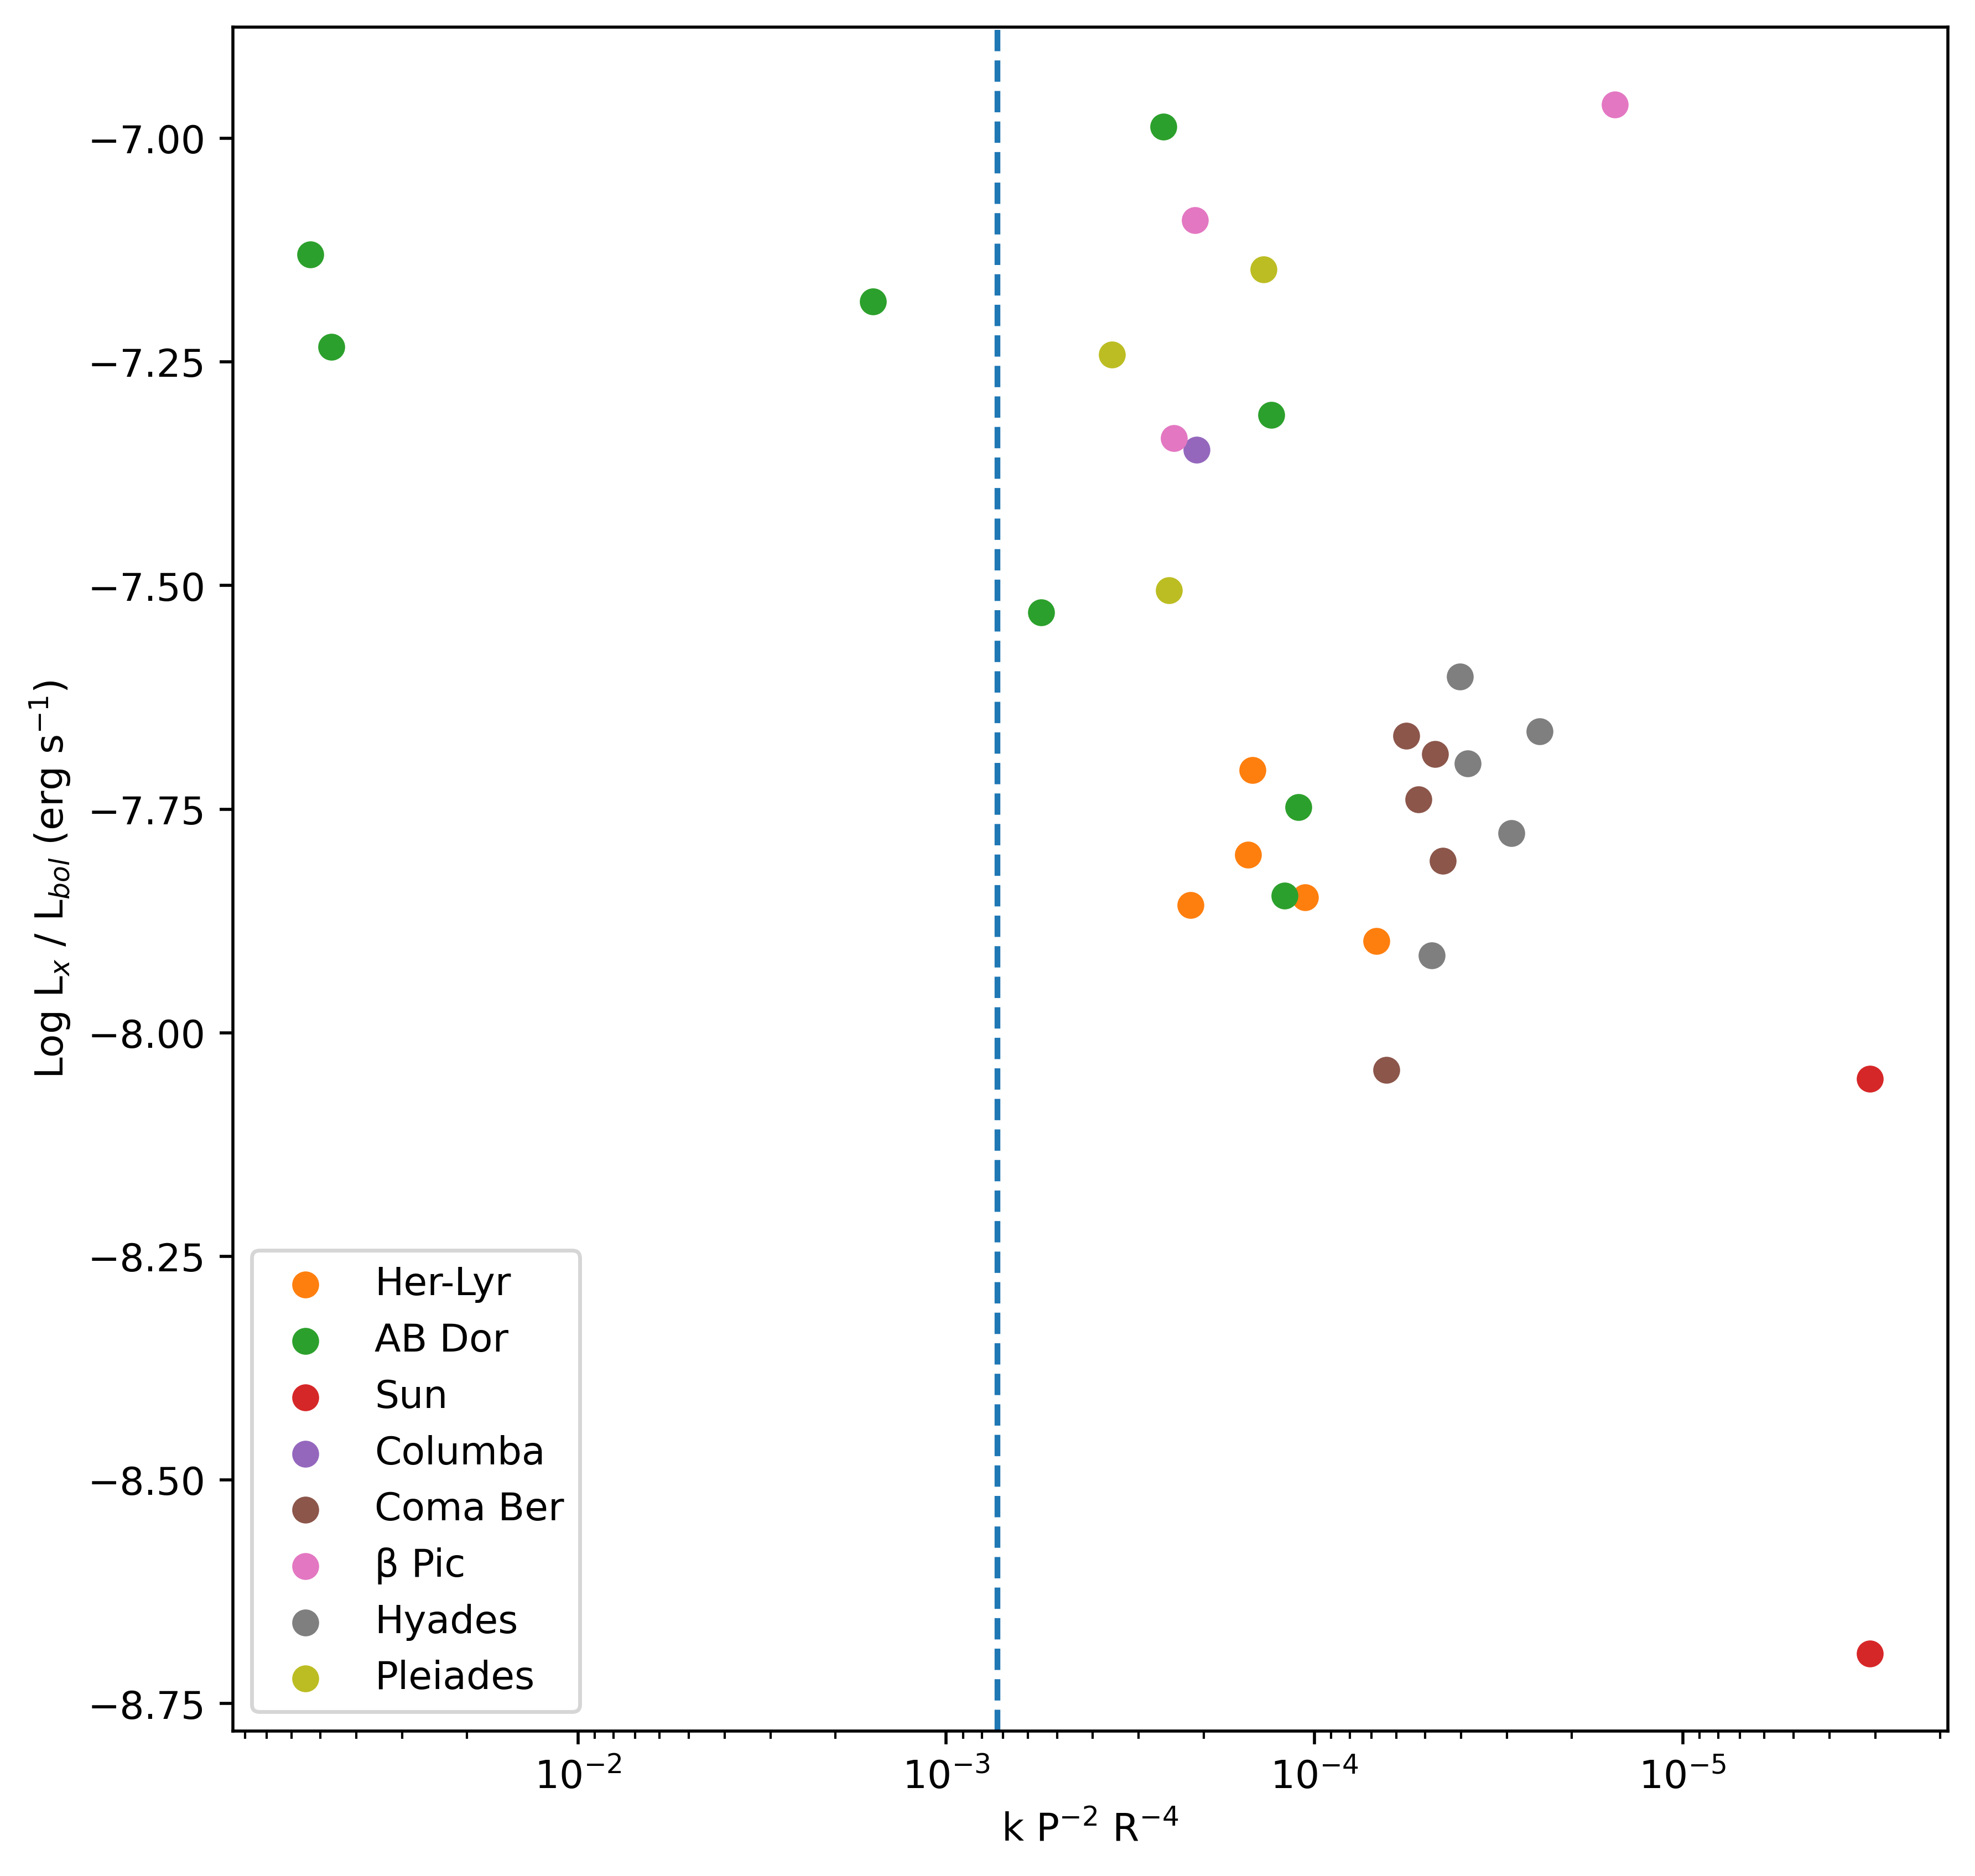 −7.00
−7.25
−7.50
−7.75
−8.00
−8.25
−8.50
−8.75
Log Lₓ / L_bol (erg s⁻¹)
Her-Lyr
AB Dor
Sun
Columba
Coma Ber
β Pic
Hyades
Pleiades
10⁻² 10⁻³ 10⁻⁴ 10⁻⁵
k P⁻² R⁻⁴